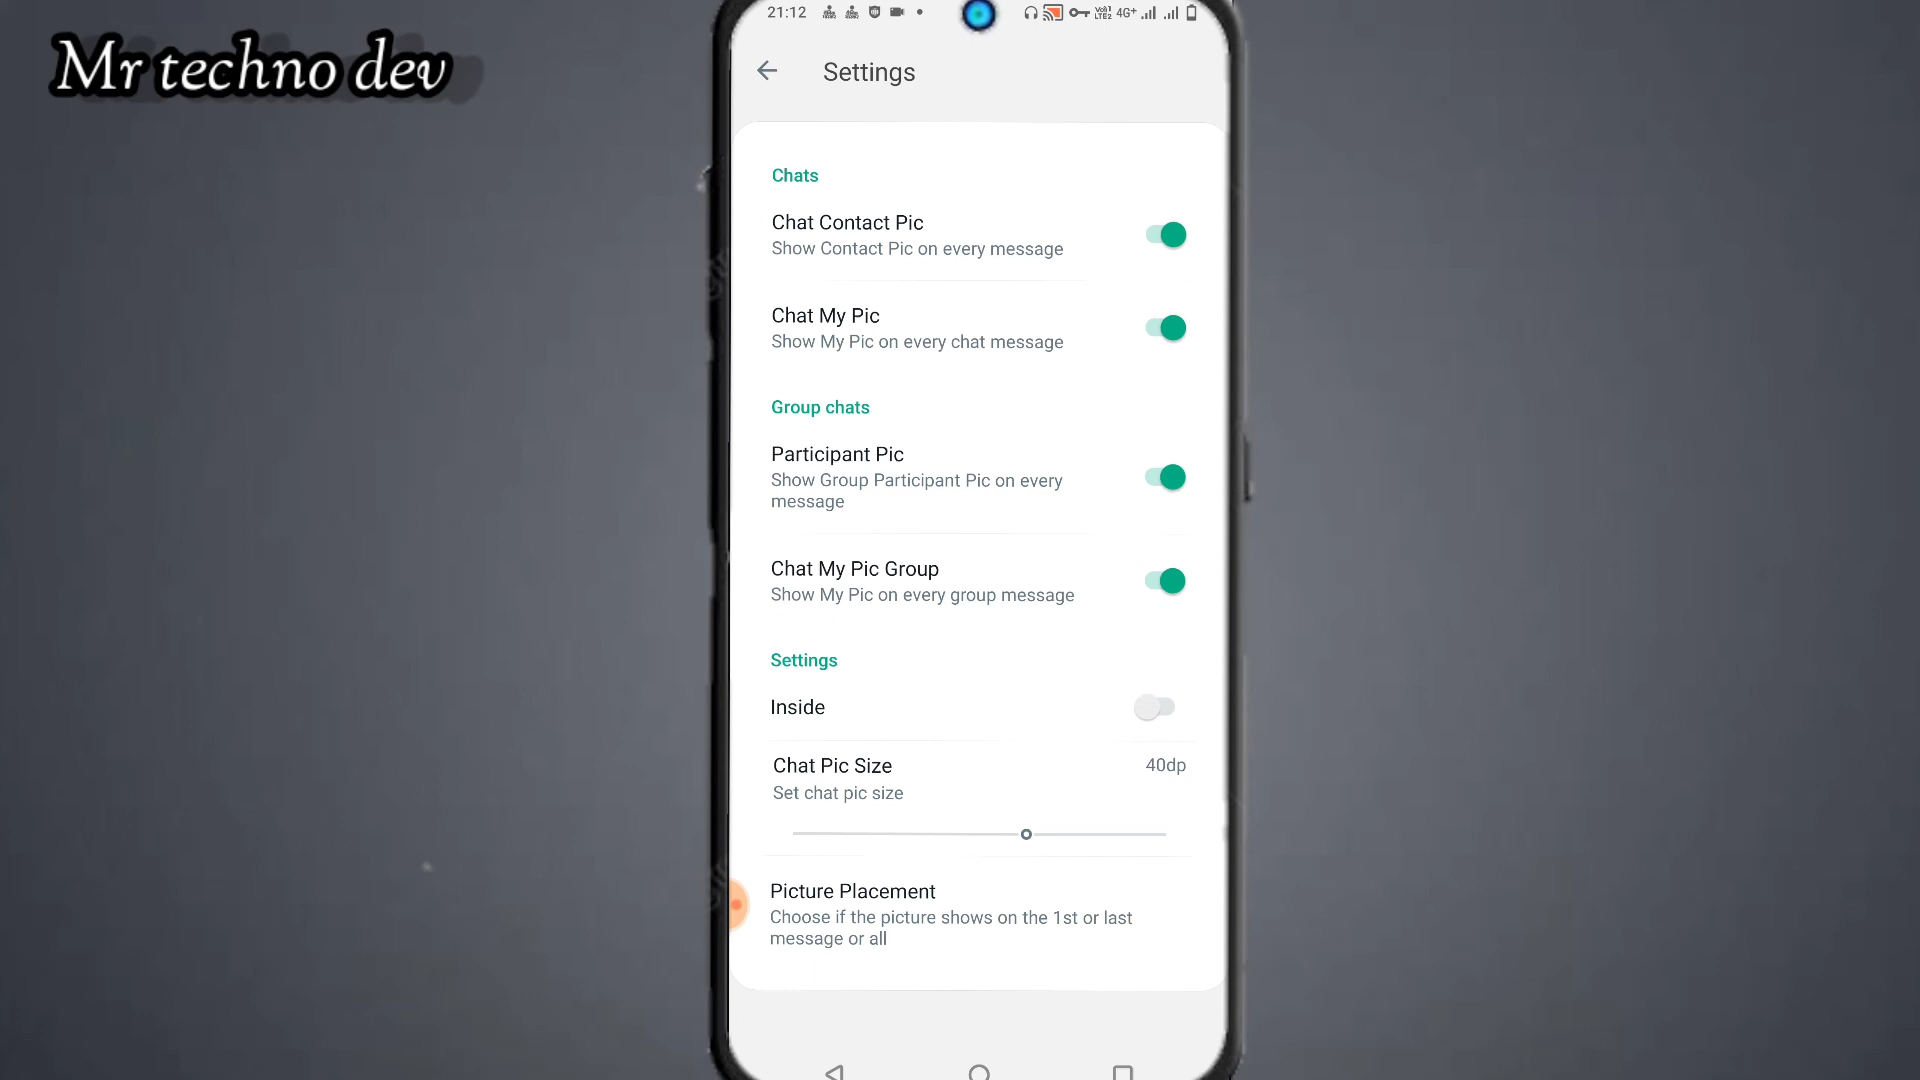 Mr techno dev
21:12
4G+
Settings
Chats
Chat Contact Pic
Show Contact Pic on every message
Chat My Pic
Show My Pic on every chat message
Group chats
Participant Pic
Show Group Participant Pic on every
message
Chat My Pic Group
Show My Pic on every group message
Settings
Inside
Chat Pic Size
40dp
Set chat pic size
Picture Placement
Choose if the picture shows on the 1st or last
message or all